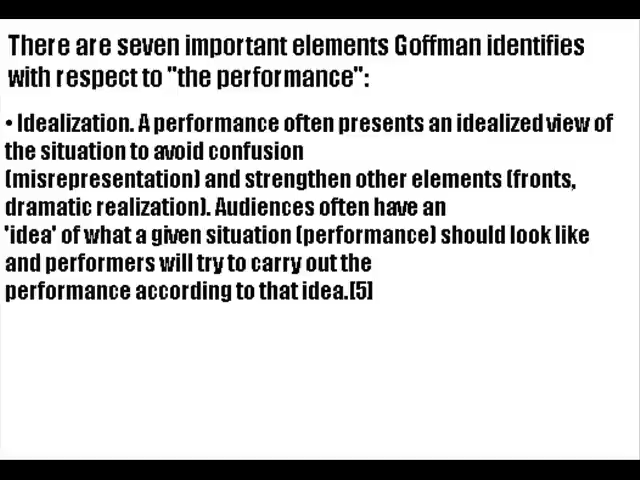 There are seven important elements Goffman identifies
with respect to "the performance":
• Idealization. A performance often presents an idealized view of
the situation to avoid confusion
(misrepresentation) and strengthen other elements (fronts,
dramatic realization). Audiences often have an
'idea' of what a given situation (performance) should look like
and performers will try to carry out the
performance according to that idea.[5]